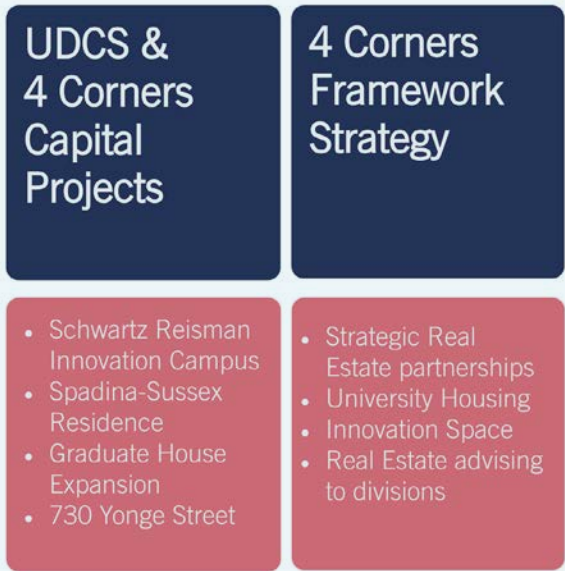 UDCS &
4 Corners
Capital
Projects
4 Corners
Framework
Strategy
• Schwartz Reisman
Innovation Campus
• Spadina-Sussex
Residence
• Graduate House
Expansion
• 730 Yonge Street
• Strategic Real
Estate partnerships
• University Housing
• Innovation Space
• Real Estate advising
to divisions